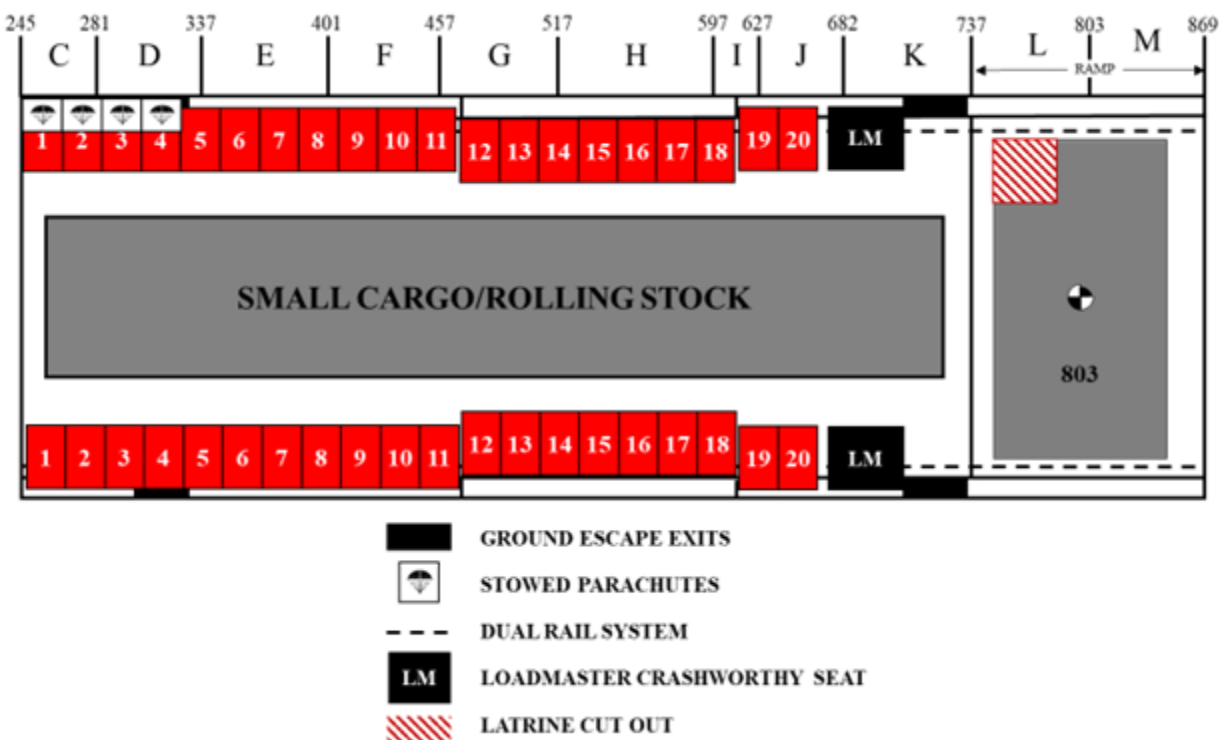 245 281 337 401 457 517 597 627 682 737 803 869
C D E F G H I J K L M
RAMP
1 2 3 4 5 6 7 8 9 10 11 12 13 14 15 16 17 18 19 20 LM
SMALL CARGO/ROLLING STOCK
803
1 2 3 4 5 6 7 8 9 10 11 12 13 14 15 16 17 18 19 20 LM
GROUND ESCAPE EXITS
STOWED PARACHUTES
DUAL RAIL SYSTEM
LM LOADMASTER CRASHWORTHY SEAT
LATRINE CUT OUT